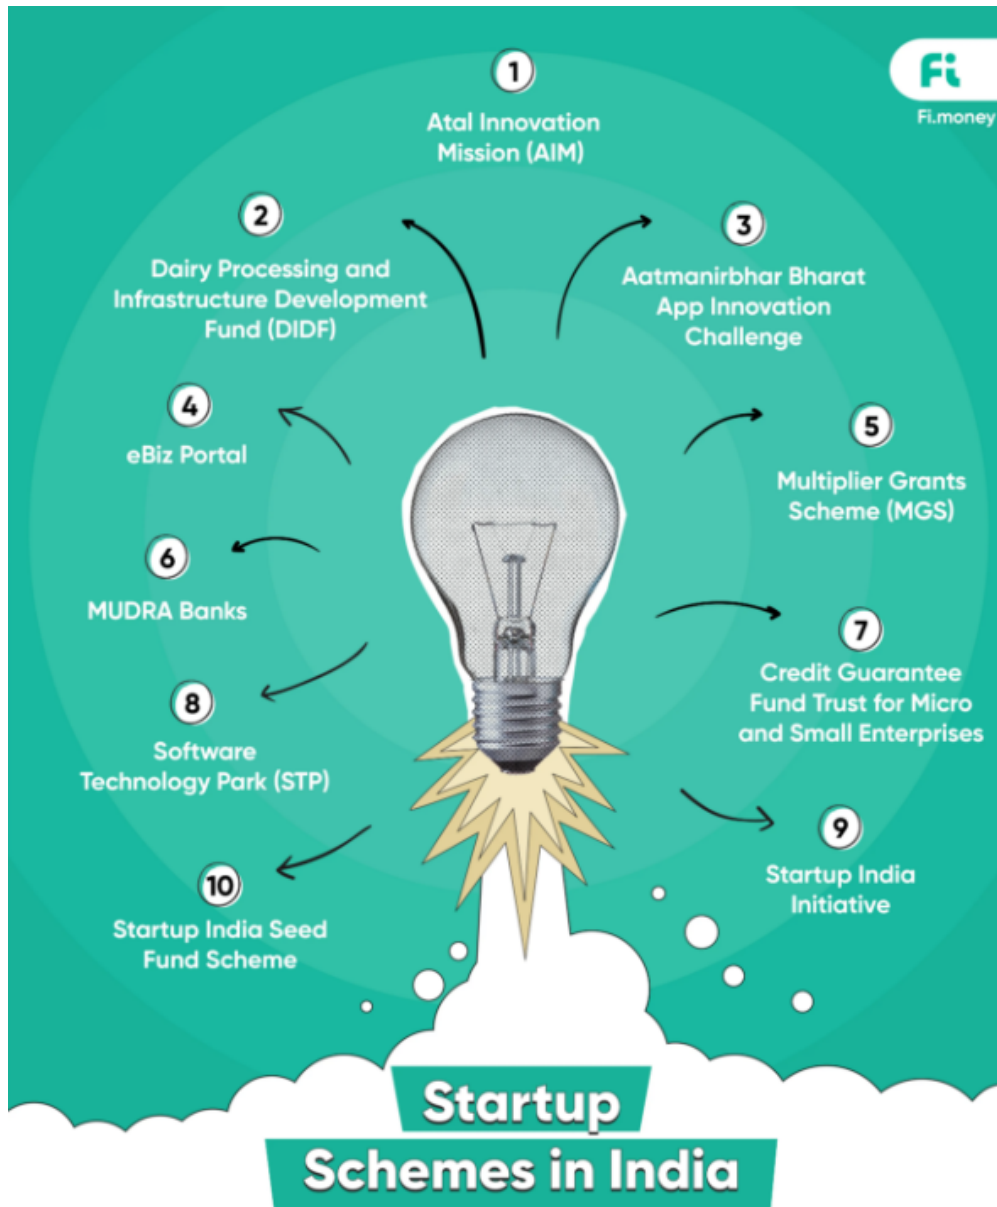 Fi
Fi.money
1
Atal Innovation
Mission (AIM)
2
Dairy Processing and
Infrastructure Development
Fund (DIDF)
3
Aatmanirbhar Bharat
App Innovation
Challenge
4
eBiz Portal
5
Multiplier Grants
Scheme (MGS)
6
MUDRA Banks
7
Credit Guarantee
Fund Trust for Micro
and Small Enterprises
8
Software
Technology Park (STP)
9
Startup India
Initiative
10
Startup India Seed
Fund Scheme
Startup
Schemes in India